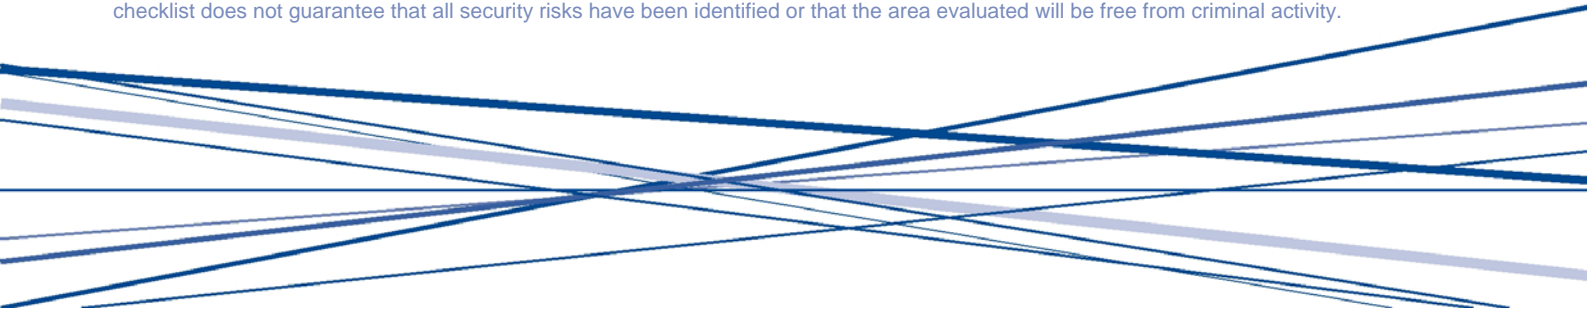 checklist does not guarantee that all security risks have been identified or that the area evaluated will be free from criminal activity.